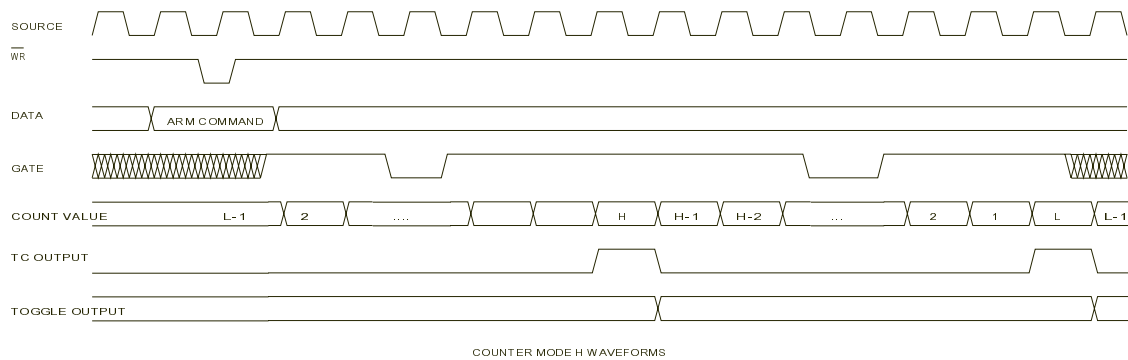 SOURCE
WR
DATA
ARM COMMAND
GATE
COUNT VALUE L-1 2 .... H H-1 H-2 ... 2 1 L L-1
TC OUTPUT
TOGGLE OUTPUT
COUNTER MODE H WAVEFORMS